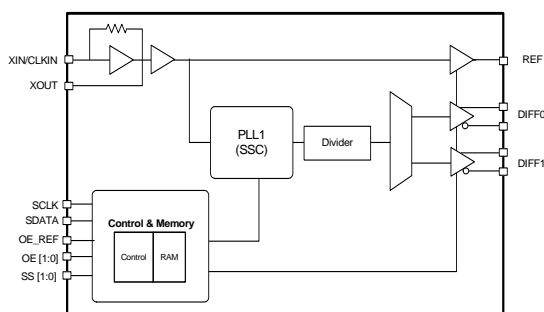 XIN/CLKIN
XOUT
REF
DIFF0
DIFF1
PLL1
(SSC)
Divider
SCLK
SDATA
OE_REF
OE [1:0]
SS [1:0]
Control & Memory
Control
RAM